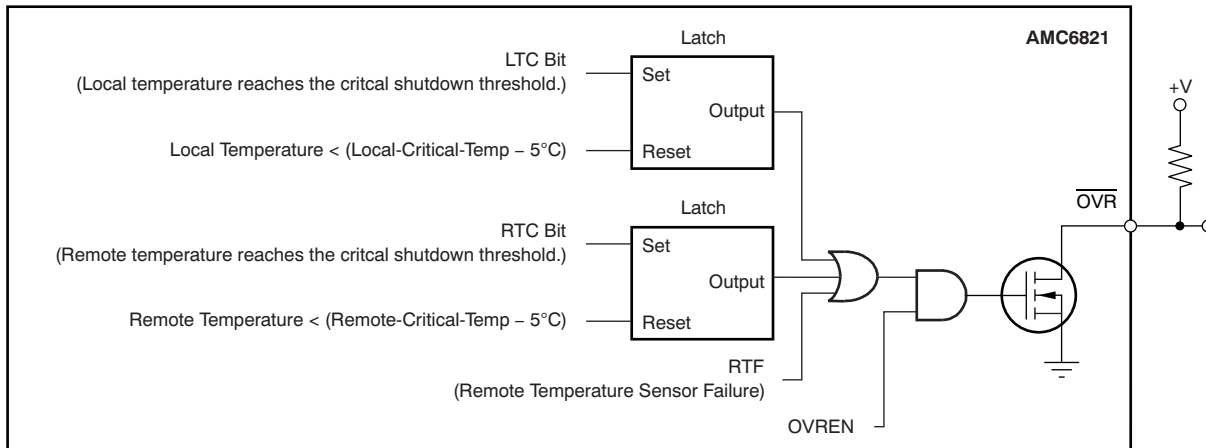 AMC6821
Latch
LTC Bit
(Local temperature reaches the critcal shutdown threshold.)
Set
Output
Local Temperature < (Local-Critical-Temp − 5°C)
Reset
+V
OVR
Latch
RTC Bit
(Remote temperature reaches the critcal shutdown threshold.)
Set
Output
Remote Temperature < (Remote-Critical-Temp − 5°C)
Reset
RTF
(Remote Temperature Sensor Failure)
OVREN